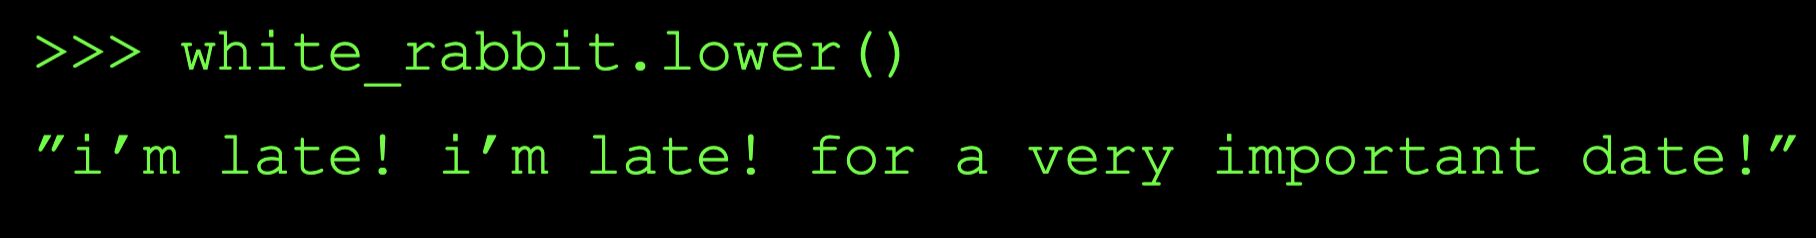 >>> white_rabbit.lower()
”i’m late! i’m late! for a very important date!”